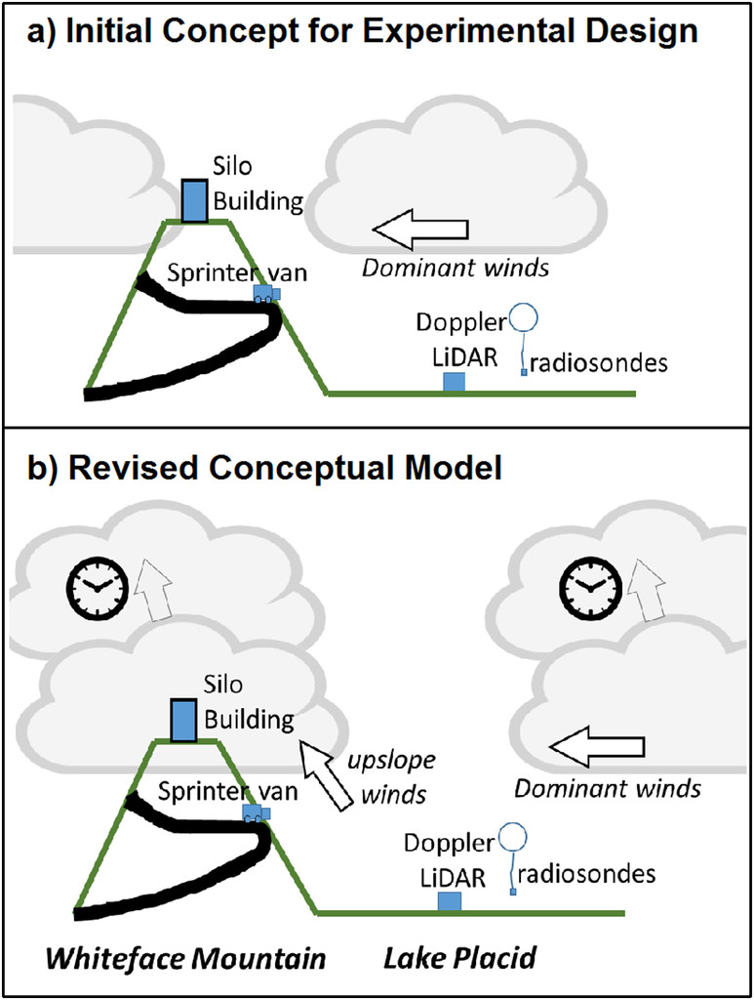 a) Initial Concept for Experimental Design
Silo
Building
Dominant winds
Sprinter van
Doppler
LiDAR
radiosondes
b) Revised Conceptual Model
Silo
Building
upslope
winds
Dominant winds
Sprinter van
Doppler
LiDAR
radiosondes
Whiteface Mountain
Lake Placid